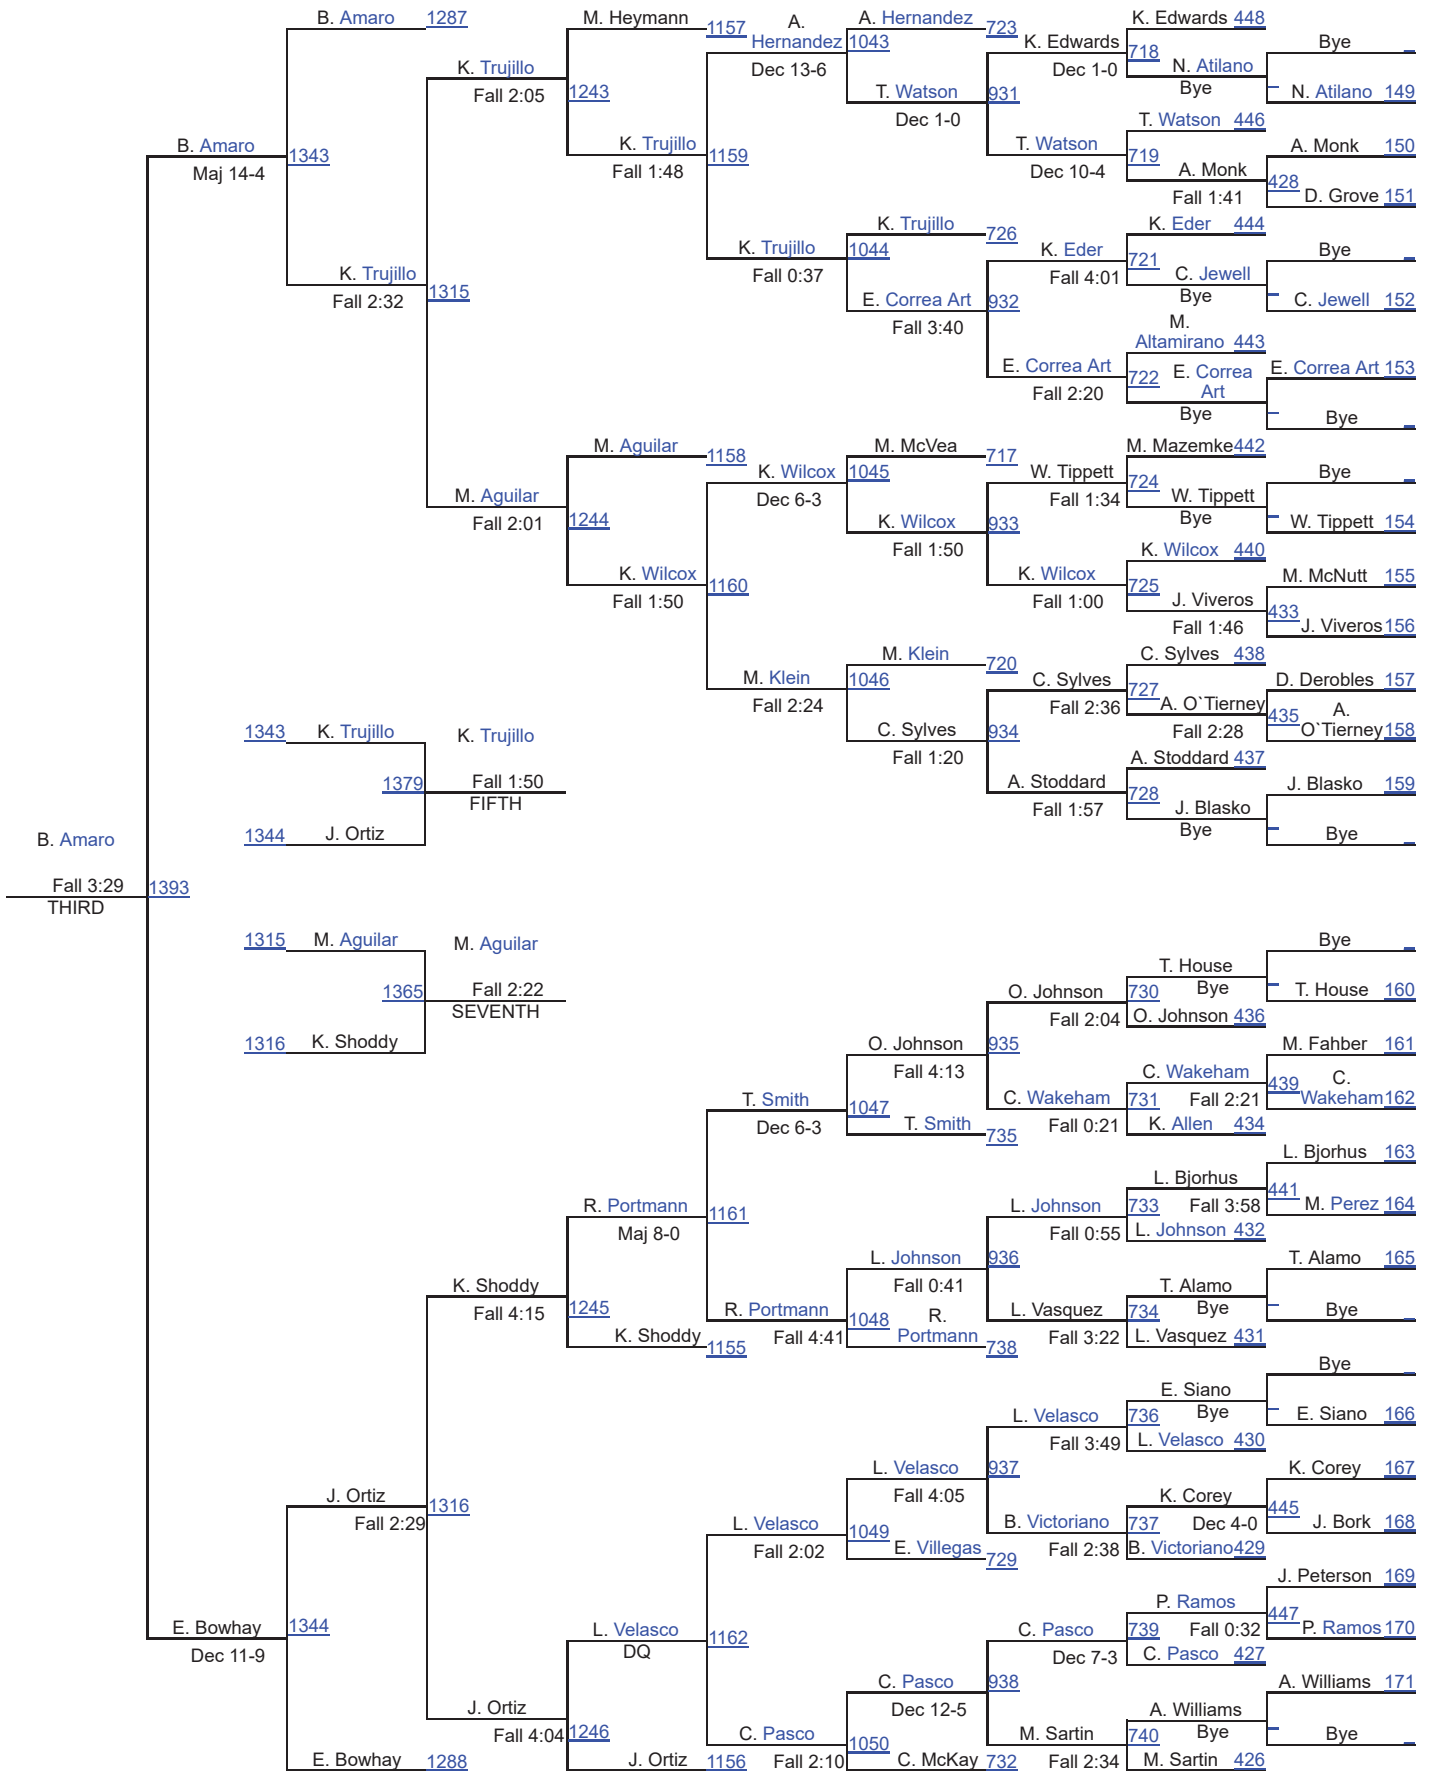 B. Amaro 1287
M. Heymann
1157
A.
Hernandez
Dec 13-6
A. Hernandez
723
1043
K. Edwards
Dec 1-0
K. Edwards 448
718
N. Atilano
Bye
Bye
N. Atilano 149
K. Trujillo
Fall 2:05
1243
T. Watson
Dec 1-0
931
T. Watson 446
A. Monk 150
B. Amaro
Maj 14-4
1343
K. Trujillo
Fall 1:48
1159
T. Watson
Dec 10-4
719
A. Monk
Fall 1:41
428
D. Grove 151
K. Trujillo
Fall 0:37
K. Trujillo
726
1044
K. Eder
Fall 4:01
K. Eder 444
721
C. Jewell
Bye
Bye
C. Jewell 152
K. Trujillo
Fall 2:32
1315
E. Correa Art
Fall 3:40
932
M.
Altamirano 443
E. Correa Art
Fall 2:20
722
E. Correa
Art
Bye
E. Correa Art 153
Bye
M. Aguilar
1158
K. Wilcox
Dec 6-3
M. McVea
717
1045
W. Tippett
Fall 1:34
M. Mazemke 442
724
W. Tippett
Bye
Bye
W. Tippett 154
M. Aguilar
Fall 2:01
1244
K. Wilcox
Fall 1:50
933
K. Wilcox 440
M. McNutt 155
K. Wilcox
Fall 1:50
1160
K. Wilcox
Fall 1:00
725
J. Viveros
Fall 1:46
433
J. Viveros 156
M. Klein
Fall 2:24
M. Klein
720
1046
C. Sylves
Fall 2:36
C. Sylves 438
727
A. O`Tierney
Fall 2:28
D. Derobles 157
435
A.
O`Tierney 158
1343 K. Trujillo
K. Trujillo
1379
Fall 1:50
FIFTH
1344 J. Ortiz
C. Sylves
Fall 1:20
934
A. Stoddard 437
A. Stoddard
Fall 1:57
728
J. Blasko
Bye
J. Blasko 159
Bye
B. Amaro
Fall 3:29
THIRD
1393
1315 M. Aguilar
M. Aguilar
1365
Fall 2:22
SEVENTH
1316 K. Shoddy
O. Johnson
Fall 2:04
T. House
730
Bye
O. Johnson 436
Bye
T. House 160
O. Johnson
Fall 4:13
935
M. Fahber 161
T. Smith
Dec 6-3
1047
T. Smith
735
C. Wakeham
Fall 0:21
C. Wakeham
731
Fall 2:21
K. Allen 434
439
C.
Wakeham 162
R. Portmann
Maj 8-0
1161
L. Johnson
Fall 0:55
L. Bjorhus
733
Fall 3:58
L. Johnson 432
L. Bjorhus 163
441
M. Perez 164
K. Shoddy
Fall 4:15
1245
K. Shoddy
1155
R. Portmann
Fall 4:41
L. Johnson
Fall 0:41
936
1048
R.
Portmann
738
L. Vasquez
Fall 3:22
T. Alamo
734
Bye
L. Vasquez 431
T. Alamo 165
Bye
J. Ortiz
Fall 2:29
1316
L. Velasco
Fall 2:02
L. Velasco
Fall 4:05
937
1049
E. Villegas
729
L. Velasco
Fall 3:49
E. Siano
736
Bye
L. Velasco 430
Bye
E. Siano 166
B. Victoriano
Fall 2:38
K. Corey
737
Dec 4-0
B. Victoriano 429
K. Corey 167
445
J. Bork 168
E. Bowhay
Dec 11-9
1344
L. Velasco
DQ
1162
C. Pasco
Dec 7-3
P. Ramos
739
Fall 0:32
C. Pasco 427
J. Peterson 169
447
P. Ramos 170
J. Ortiz
Fall 4:04
1246
C. Pasco
Fall 2:10
C. Pasco
Dec 12-5
938
1050
M. Sartin
Fall 2:34
A. Williams
740
Bye
M. Sartin 426
A. Williams 171
Bye
E. Bowhay 1288
J. Ortiz 1156
C. McKay 732